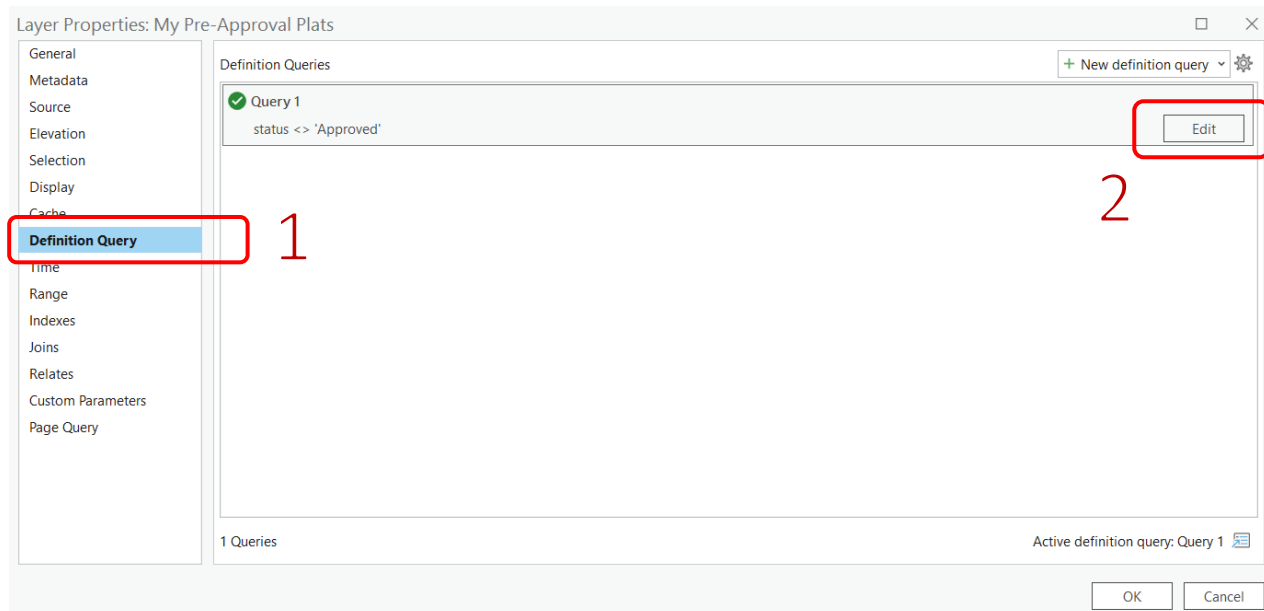 Layer Properties: My Pre-Approval Plats
General
Metadata
Source
Elevation
Selection
Display
Cache
Definition Query
Time
Range
Indexes
Joins
Relates
Custom Parameters
Page Query
1
Definition Queries
+ New definition query
Query 1
status <> 'Approved'
Edit
2
1 Queries
Active definition query: Query 1
OK
Cancel